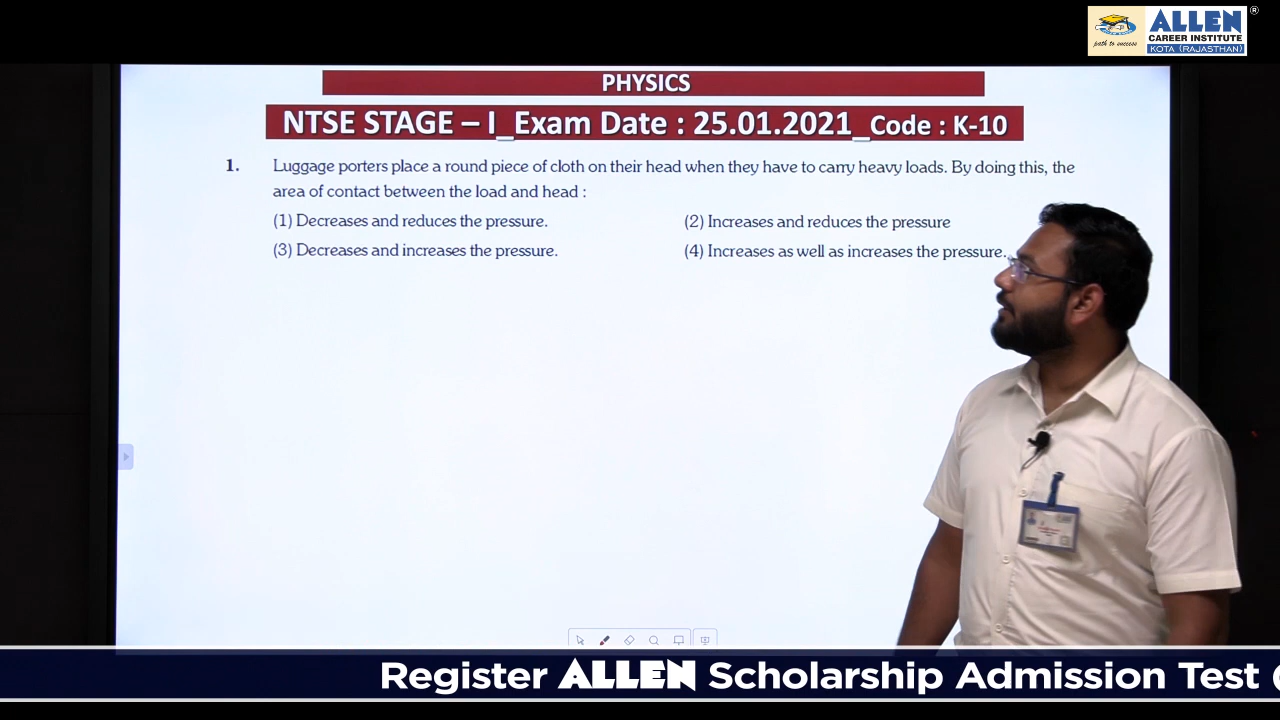 ALLEN
®
CAREER INSTITUTE
path to success
KOTA (RAJASTHAN)
PHYSICS
NTSE STAGE – I_Exam Date : 25.01.2021_Code : K-10
1. Luggage porters place a round piece of cloth on their head when they have to carry heavy loads. By doing this, the
area of contact between the load and head :
(1) Decreases and reduces the pressure. (2) Increases and reduces the pressure
(3) Decreases and increases the pressure. (4) Increases as well as increases the pressure.
Register ALLEN Scholarship Admission Test (